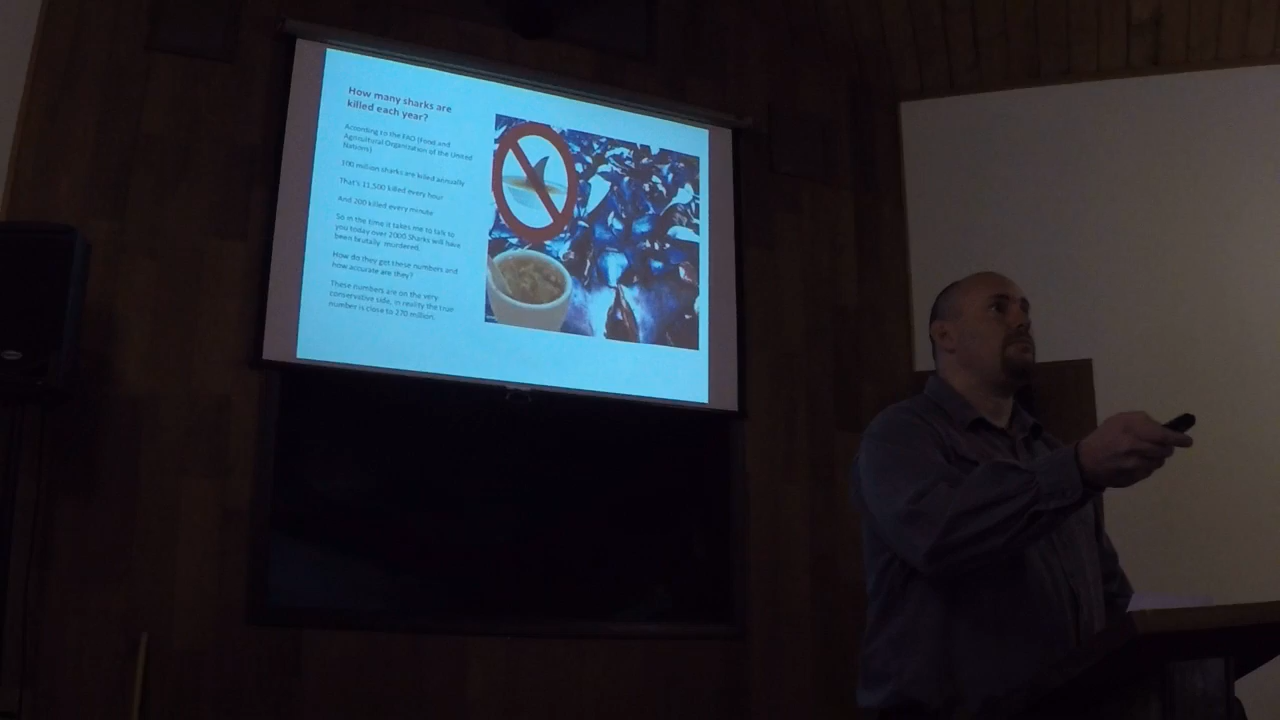 How many sharks are
killed each year?
According to the FAO (Food and
Agricultural Organization of the United
Nations)
100 million sharks are killed annually
That's 11,500 killed every hour
And 200 killed every minute
So in the time it takes me to talk to
you today over 2000 Sharks will have
been brutally murdered.
How do they get these numbers and
how accurate are they?
These numbers are on the very
conservative side, in reality the true
number is close to 270 million.